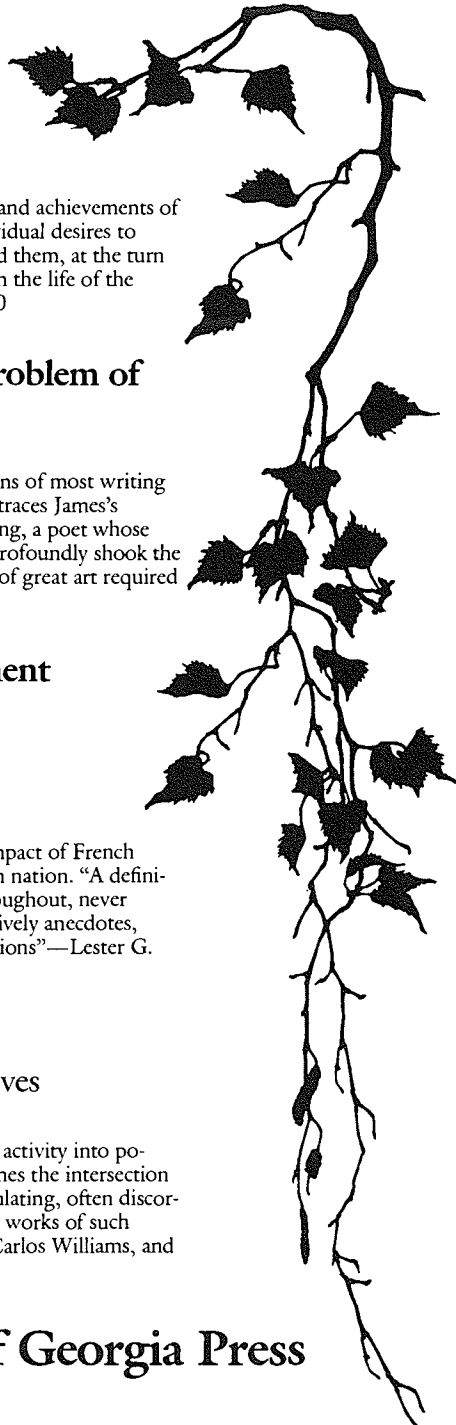 and achievements of
vidual desires to
d them, at the turn
n the life of the
0
roblem of
ns of most writing
traces James's
ng, a poet whose
rofoundly shook the
of great art required
nent
npact of French
n nation. “A defini-
oughout, never
ively anecdotes,
ions”—Lester G.
ves
activity into po-
nes the intersection
ulating, often discor-
works of such
Carlos Williams, and
f Georgia Press